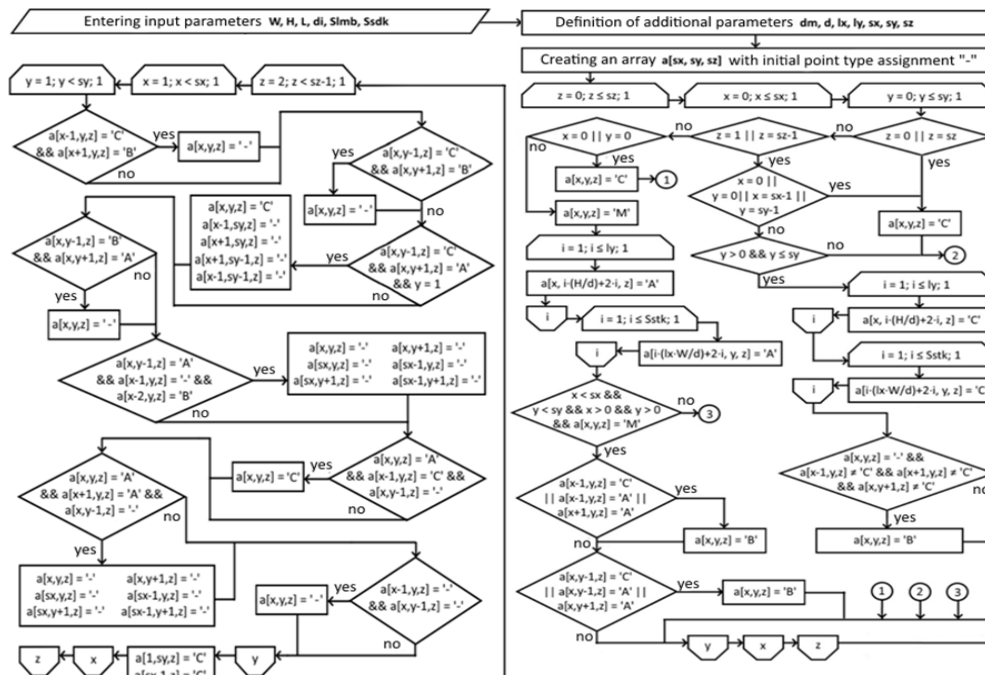 Entering input parameters W, H, L, di, Slmb, Ssdk
Definition of additional parameters dm, d, lx, ly, sx, sy, sz
Creating an array a[sx, sy, sz] with initial point type assignment "-"
y = 1; y < sy; 1
x = 1; x < sx; 1
z = 2; z < sz-1; 1
a[x-1,y,z] = 'C'
&& a[x+1,y,z] = 'B'
yes
no
a[x,y,z] = '-'
a[x,y-1,z] = 'C'
&& a[x,y+1,z] = 'B'
yes
no
a[x,y,z] = '-'
a[x,y-1,z] = 'C'
&& a[x,y+1,z] = 'A'
&& y = 1
yes
no
a[x,y,z] = 'C'
a[x-1,sy,z] = '-'
a[x+1,sy,z] = '-'
a[x+1,sy-1,z] = '-'
a[x-1,sy-1,z] = '-'
a[x,y-1,z] = 'B'
&& a[x,y+1,z] = 'A'
no
yes
a[x,y,z] = '-'
a[x,y-1,z] = 'A'
&& a[x-1,y,z] = '-' &&
a[x-2,y,z] = 'B'
yes
no
a[x,y,z] = '-' a[x,y+1,z] = '-'
a[sx,y,z] = '-' a[sx-1,y,z] = '-'
a[sx,y+1,z] = '-' a[sx-1,y+1,z] = '-'
a[x,y,z] = 'A'
&& a[x-1,y,z] = 'C' &&
a[x,y-1,z] = '-'
yes
no
a[x,y,z] = 'C'
a[x,y,z] = 'A'
&& a[x+1,y,z] = 'A' &&
a[x,y-1,z] = '-'
no
yes
a[x,y,z] = '-' a[x,y+1,z] = '-'
a[sx,y,z] = '-' a[sx-1,y,z] = '-'
a[sx,y+1,z] = '-' a[sx-1,y+1,z] = '-'
a[x-1,y,z] = '-'
&& a[x,y-1,z] = '-'
yes
no
a[x,y,z] = '-'
z
x
a[1,sy,z] = 'C'
y
z = 0; z ≤ sz; 1
x = 0; x ≤ sx; 1
y = 0; y ≤ sy; 1
x = 0 || y = 0
no
z = 1 || z = sz-1
no
z = 0 || z = sz
no
yes
yes
yes
a[x,y,z] = 'C'
1
x = 0 ||
y = 0 || x = sx-1 ||
y = sy-1
yes
no
a[x,y,z] = 'M'
a[x,y,z] = 'C'
y > 0 && y ≤ sy
no
2
yes
i = 1; i ≤ ly; 1
a[x, i·(H/d)+2·i, z] = 'A'
i
i = 1; i ≤ Sstk; 1
a[i·(lx·W/d)+2·i, y, z] = 'A'
i
i = 1; i ≤ ly; 1
a[x, i·(H/d)+2·i, z] = 'C'
i
i = 1; i ≤ Sstk; 1
a[i·(lx·W/d)+2·i, y, z] = 'C
i
x < sx &&
y < sy && x > 0 && y > 0
&& a[x,y,z] = 'M'
no
3
yes
a[x-1,y,z] = 'C'
|| a[x-1,y,z] = 'A' ||
a[x+1,y,z] = 'A'
yes
no
a[x,y,z] = 'B'
a[x,y,z] = '-' &&
a[x-1,y,z] ≠ 'C' && a[x+1,y,z] ≠ 'C'
&& a[x,y+1,z] ≠ 'C'
no
yes
a[x,y,z] = 'B'
a[x,y-1,z] = 'C'
|| a[x,y-1,z] = 'A' ||
a[x,y+1,z] = 'A'
yes
no
a[x,y,z] = 'B'
1
2
3
y
x
z